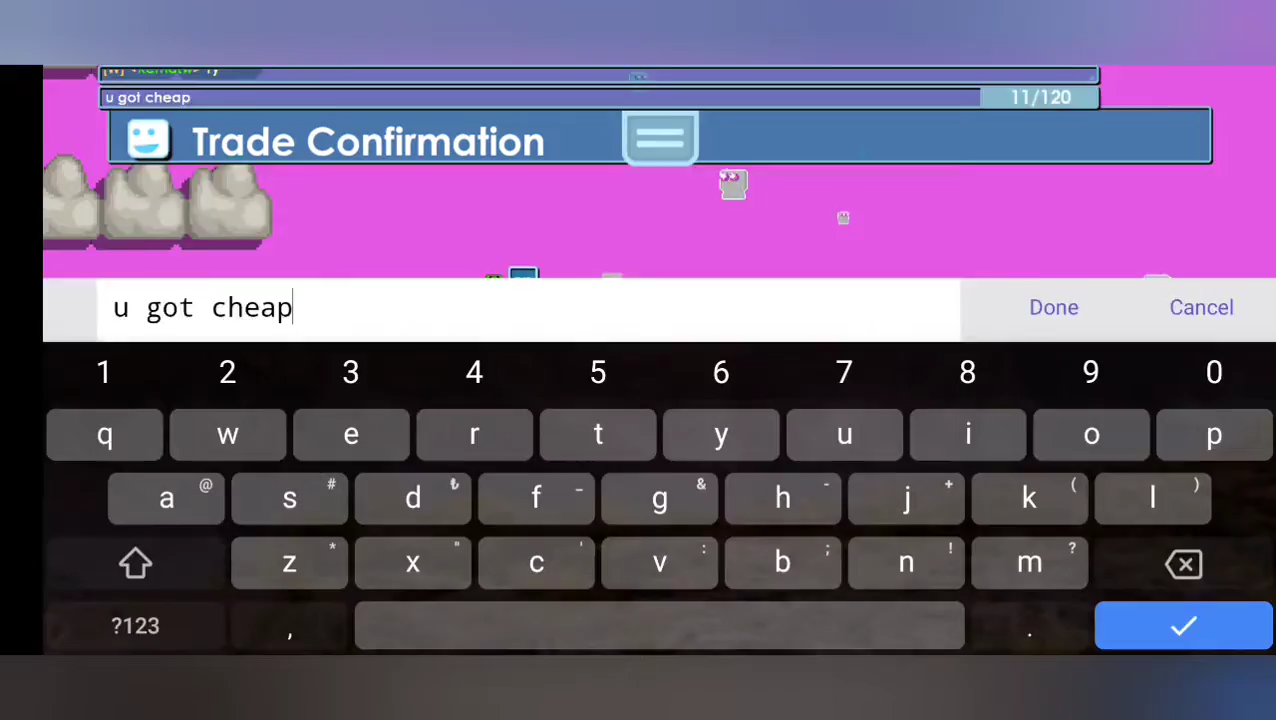 u got cheap
11/120
Trade Confirmation
u got cheap
Done
Cancel
1 2 3 4 5 6 7 8 9 0
q w e r t y u i o p
a @ s # d ₺ f _ g & h - j + k ( l )
z * x " c ' v : b ; n ! m ?
?123 , .